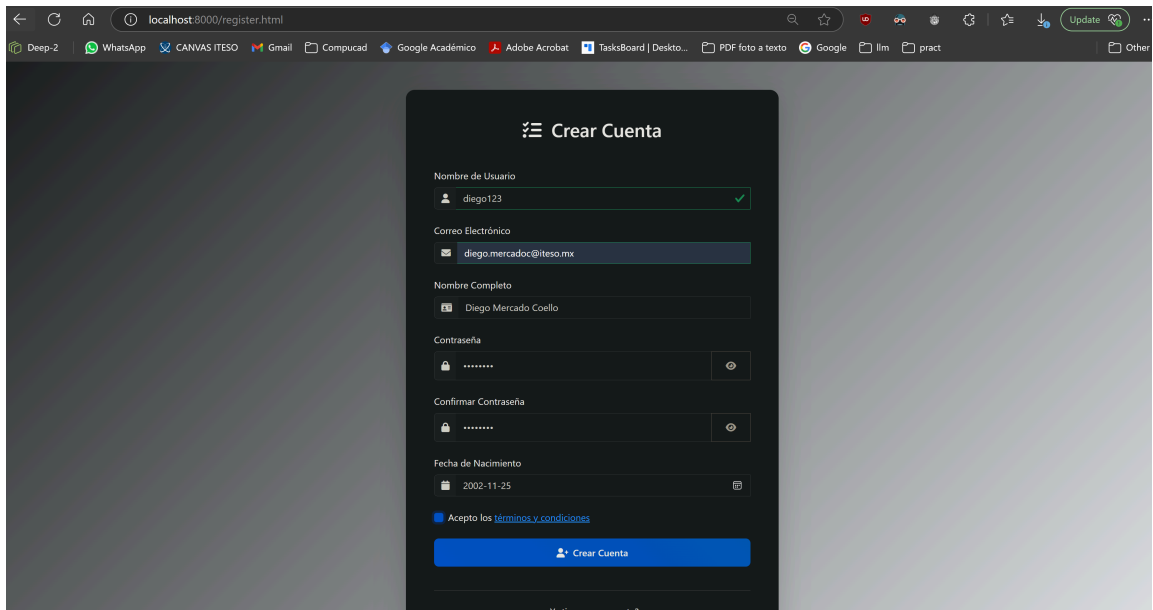 localhost:8000/register.html
Update
Deep-2 WhatsApp CANVAS ITESO Gmail Compucad Google Académico Adobe Acrobat TasksBoard | Deskto... PDF foto a texto Google llm pract Other
Crear Cuenta
Nombre de Usuario
diego123
Correo Electrónico
diego.mercadoc@iteso.mx
Nombre Completo
Diego Mercado Coello
Contraseña
••••••••
Confirmar Contraseña
••••••••
Fecha de Nacimiento
2002-11-25
Acepto los términos y condiciones
Crear Cuenta